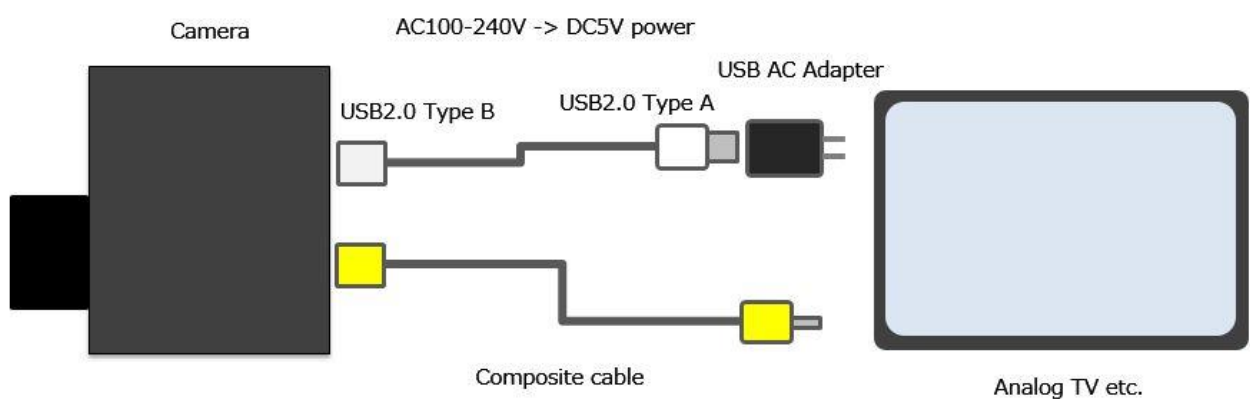 Camera
AC100-240V -> DC5V power
USB AC Adapter
USB2.0 Type B
USB2.0 Type A
Composite cable
Analog TV etc.